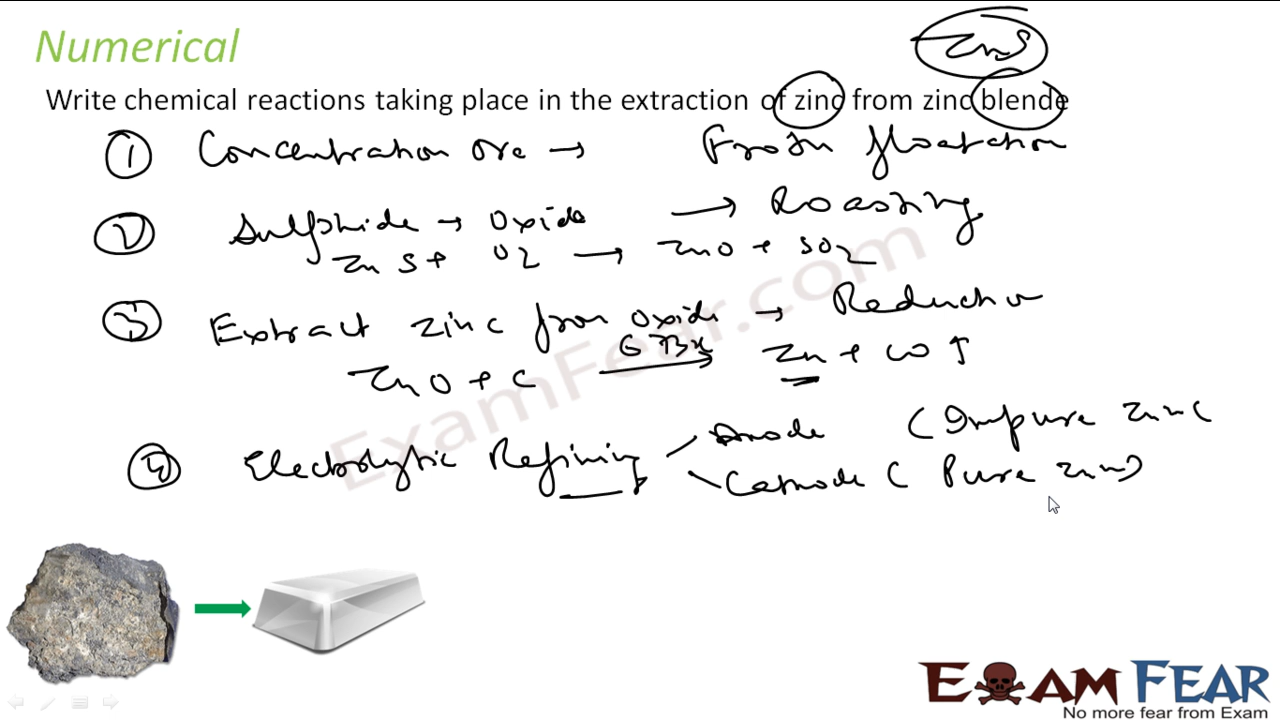 Numerical
ZnS
Write chemical reactions taking place in the extraction of zinc from zinc blende
① Concentration ore → Froth floatation
② Sulphide → Oxide → Roasting
ZnS + O2 → ZnO + SO2
③ Extract zinc from oxide → Reduction
ZnO + C → Zn + CO ↑
④ Electrolytic Refining Anode (Impure zinc
Cathode (Pure zinc)
ExamFear.com
EXAM FEAR
No more fear from Exam